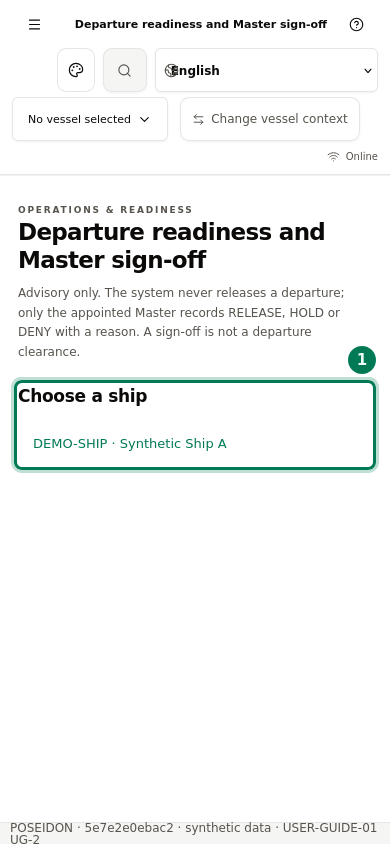 Departure readiness and Master sign-off
English
No vessel selected
Change vessel context
Online
OPERATIONS & READINESS
Departure readiness and
Master sign-off
Advisory only. The system never releases a departure;
only the appointed Master records RELEASE, HOLD or
DENY with a reason. A sign-off is not a departure
clearance.
1
Choose a ship
DEMO-SHIP · Synthetic Ship A
POSEIDON · 5e7e2e0ebac2 · synthetic data · USER-GUIDE-01
UG-2